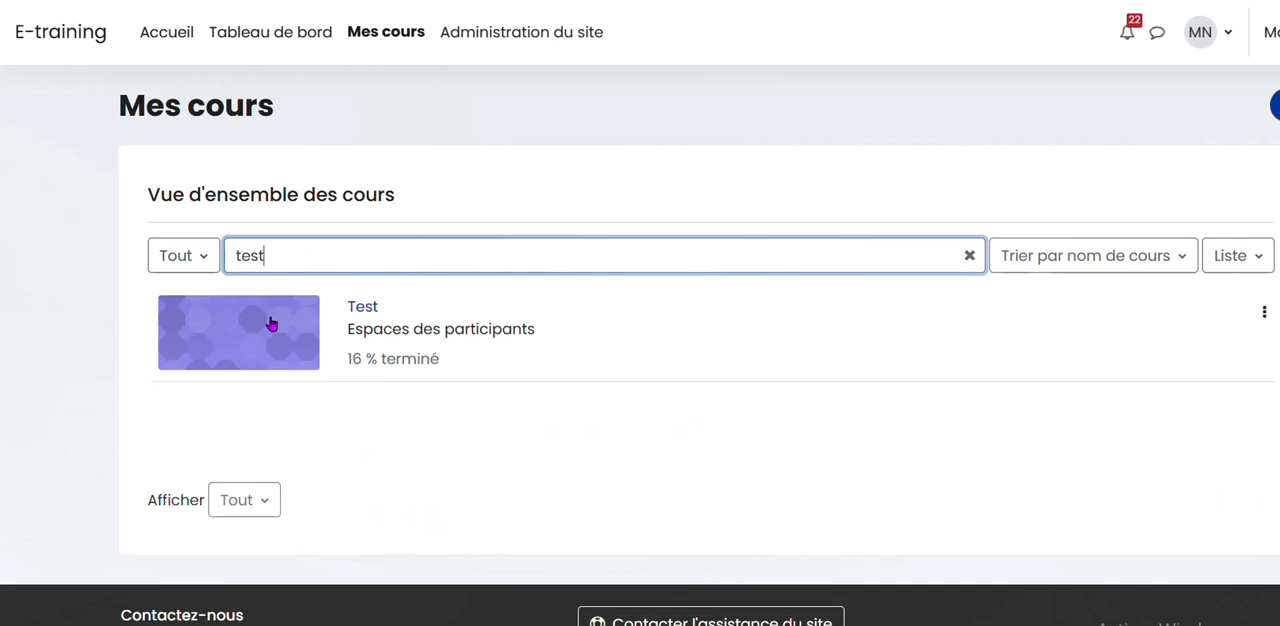 E-training Accueil Tableau de bord Mes cours Administration du site 22 MN
Mes cours
Vue d'ensemble des cours
Tout test Trier par nom de cours Liste
Test
Espaces des participants
16 % terminé
Afficher Tout
Contactez-nous
Contacter l'assistance du site